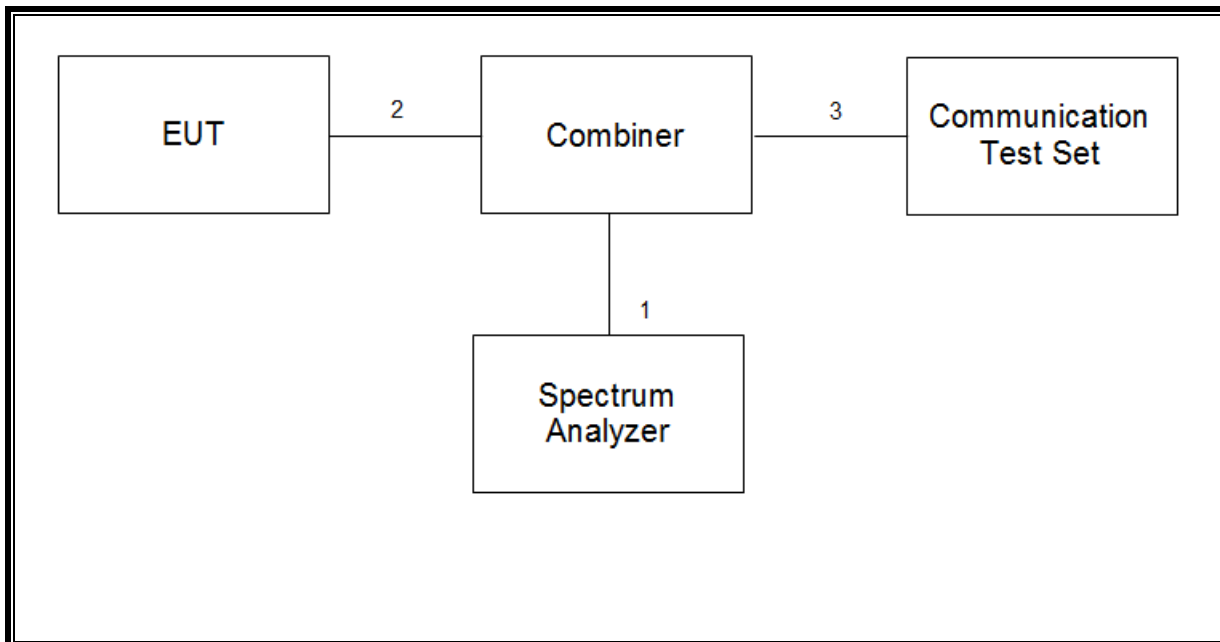 EUT
2
Combiner
3
Communication
Test Set
1
Spectrum
Analyzer